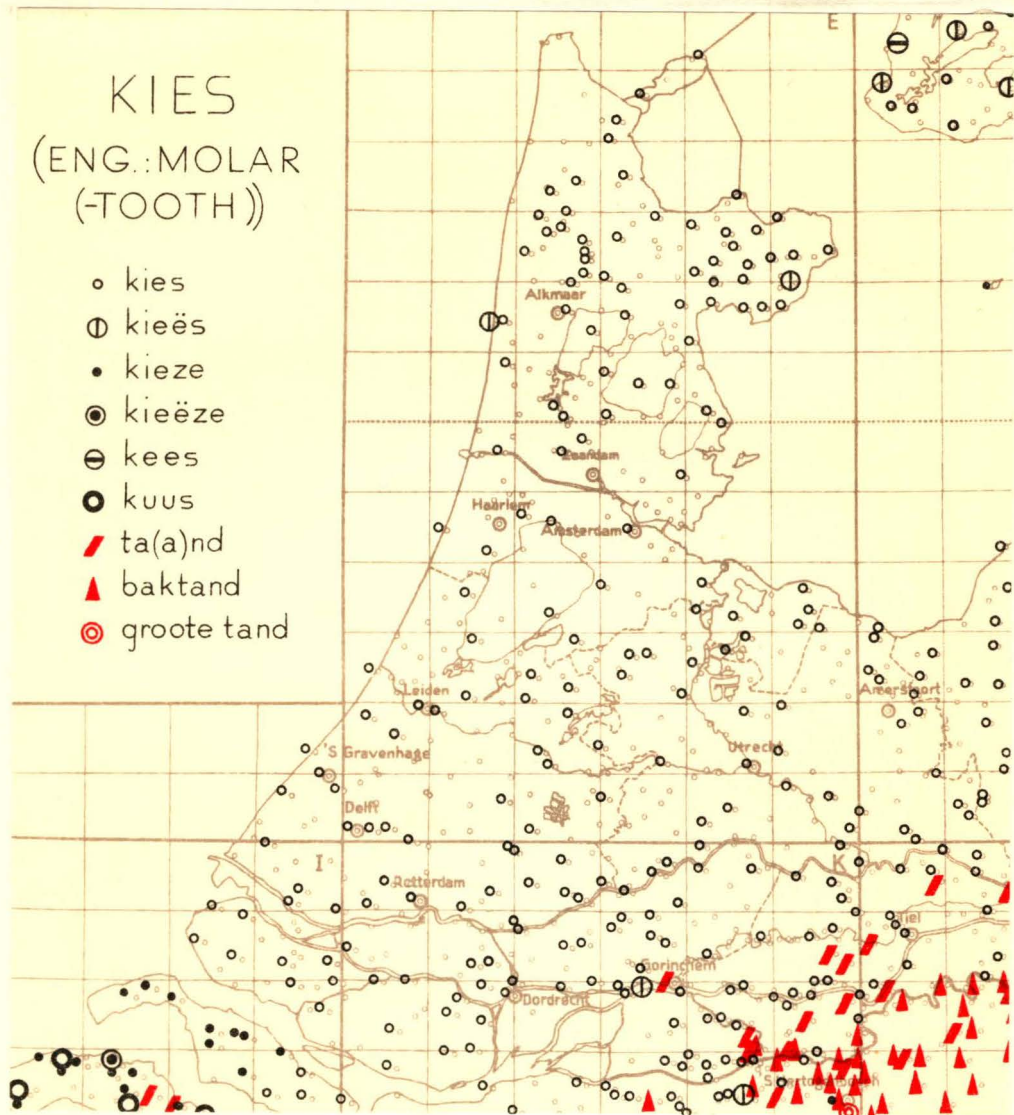 KIES
(ENG.:MOLAR
(-TOOTH))
kies
kieës
kieze
kieëze
kees
kuus
ta(a)nd
baktand
groote tand
E
Alkmaar
Zaandam
Haarlem
Amsterdam
Leiden
Amersfoort
'S Gravenhage
Utrecht
Delft
I
K
Rotterdam
Tiel
Gorinchem
Dordrecht